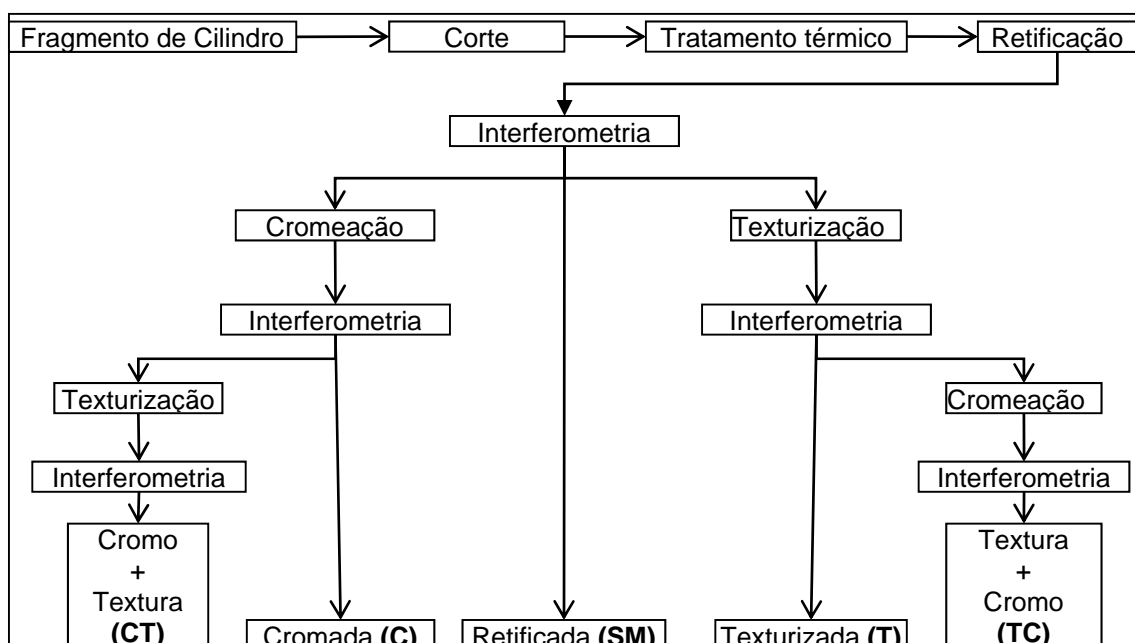 Fragmento de Cilindro
Corte
Tratamento térmico
Retificação
Interferometria
Cromeação
Texturização
Interferometria
Interferometria
Texturização
Cromeação
Interferometria
Interferometria
Cromo
+
Textura
(CT)
Cromada (C)
Retificada (SM)
Texturizada (T)
Textura
+
Cromo
(TC)